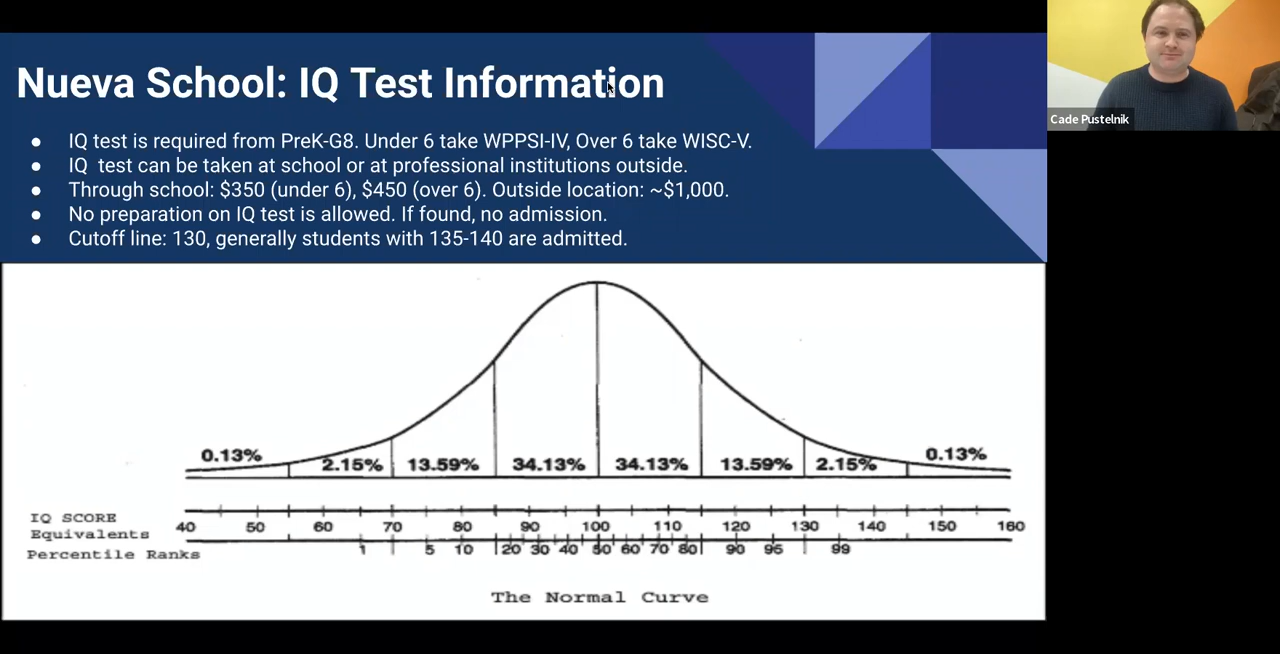 Nueva School: IQ Test Information
● IQ test is required from PreK-G8. Under 6 take WPPSI-IV, Over 6 take WISC-V.
● IQ  test can be taken at school or at professional institutions outside.
● Through school: $350 (under 6), $450 (over 6). Outside location: ~$1,000.
● No preparation on IQ test is allowed. If found, no admission.
● Cutoff line: 130, generally students with 135-140 are admitted.
Cade Pustelnik
0.13% 2.15% 13.59% 34.13% 34.13% 13.59% 2.15% 0.13%
IQ SCORE
Equivalents
40 50 60 70 80 90 100 110 120 130 140 150 160
Percentile Ranks 1 5 10 20 30 40 50 60 70 80 90 95 99
The Normal Curve